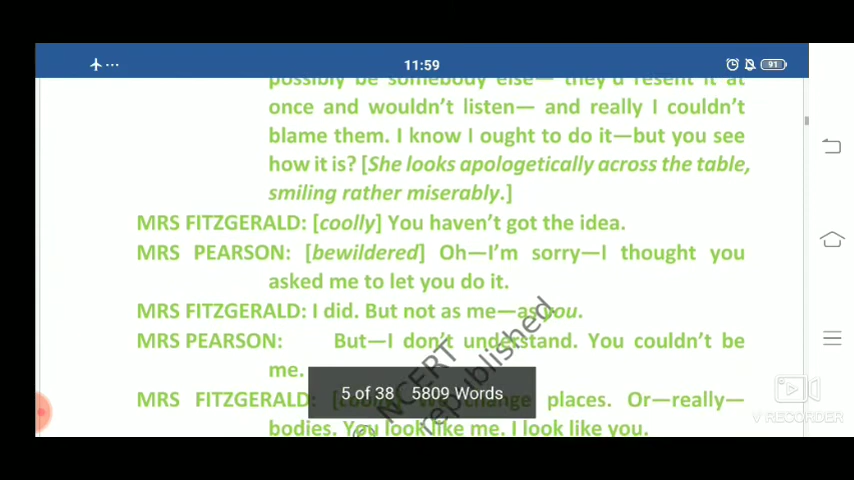 11:59
91
possibly be somebody else— they'd resent it at
once and wouldn't listen— and really I couldn't
blame them. I know I ought to do it—but you see
how it is? [She looks apologetically across the table,
smiling rather miserably.]
MRS FITZGERALD: [coolly] You haven't got the idea.
MRS PEARSON: [bewildered] Oh—I'm sorry—I thought you
asked me to let you do it.
MRS FITZGERALD: I did. But not as me—as you.
MRS PEARSON: But—I don't understand. You couldn't be
me.
MRS FITZGERALD: change places. Or—really—
bodies. You look like me. I look like you.
5 of 38 5809 Words
© NCERT
republished
V RECORDER